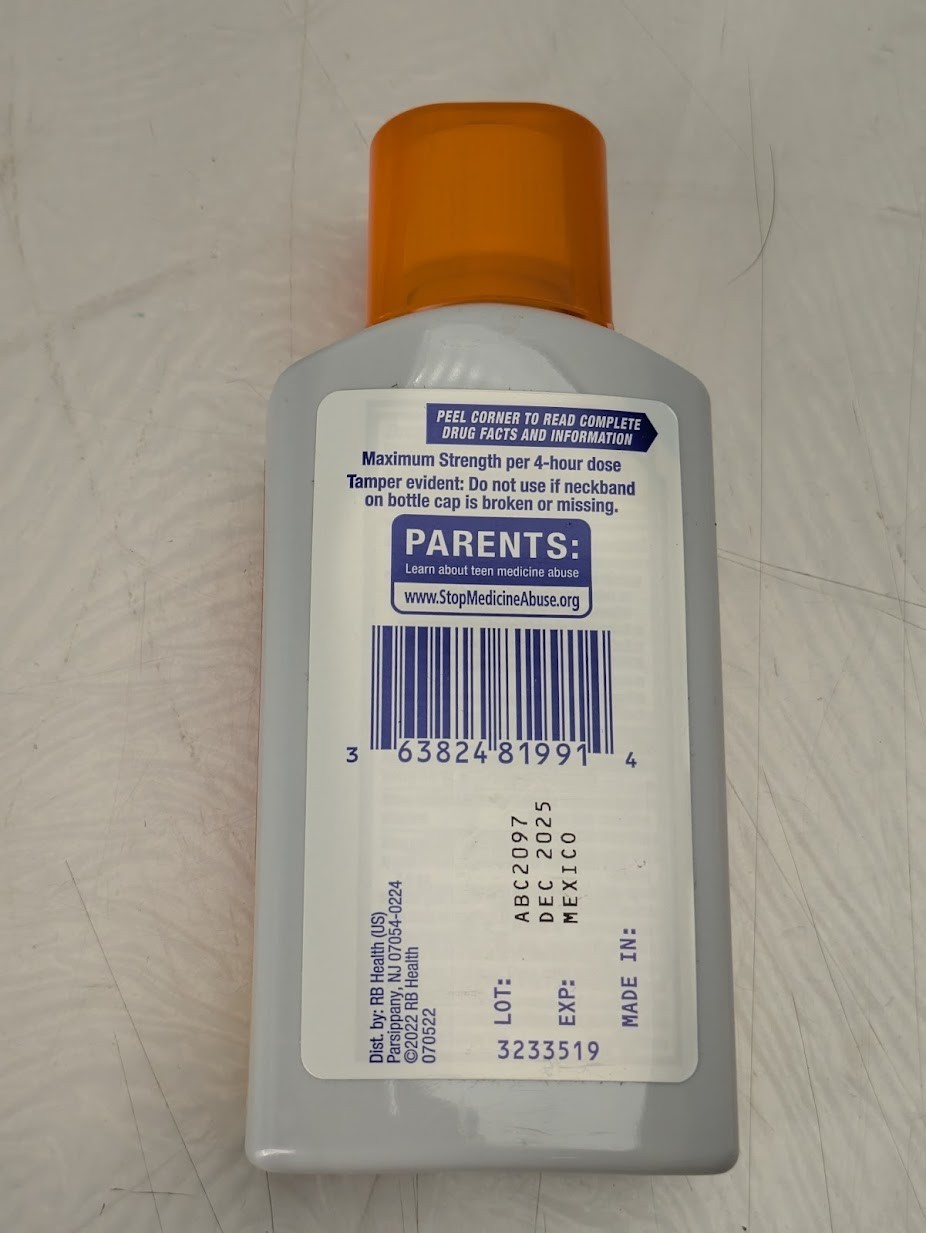 PEEL CORNER TO READ COMPLETE
DRUG FACTS AND INFORMATION
Maximum Strength per 4-hour dose
Tamper evident: Do not use if neckband
on bottle cap is broken or missing.
PARENTS:
Learn about teen medicine abuse
www.StopMedicineAbuse.org
3 63824 81991 4
Dist. by: RB Health (US)
Parsippany, NJ 07054-0224
©2022 RB Health
070522
LOT: ABC2097
EXP: DEC 2025
MADE IN: MEXICO
3233519